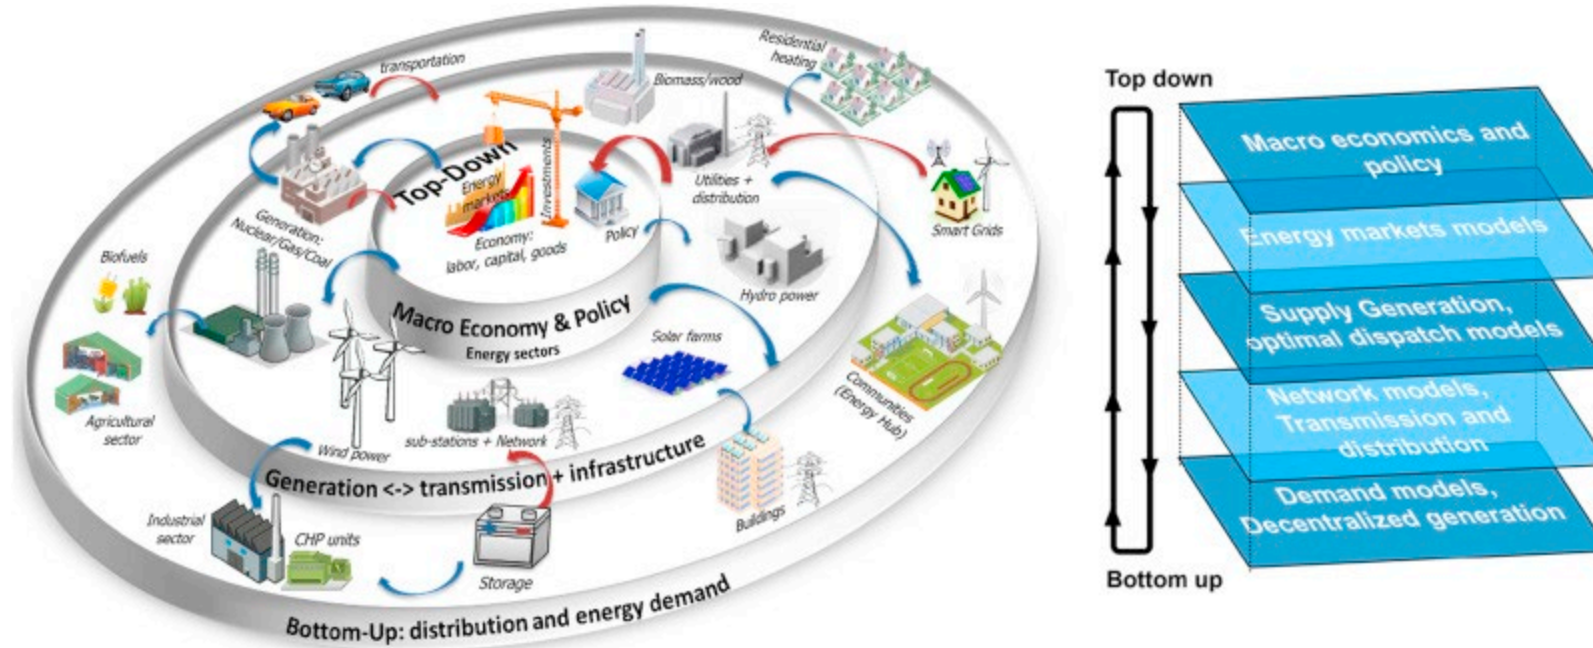 transportation
Biomass/wood
Residential
heating
Top-Down
Energy
markets
Investments
Economy:
labor, capital, goods
Policy
Utilities +
distribution
Smart Grids
Generation:
Nuclear/Gas/Coal
Biofuels
Hydro power
Macro Economy & Policy
Energy sectors
Solar farms
Agricultural
sector
Wind power
sub-stations + Network
Communities
(Energy Hub)
Generation <-> transmission + infrastructure
Industrial
sector
CHP units
Storage
Buildings
Bottom-Up: distribution and energy demand
Top down
Macro economics and
policy
Energy markets models
Supply Generation,
optimal dispatch models
Network models,
Transmission and
distribution
Demand models,
Decentralized generation
Bottom up